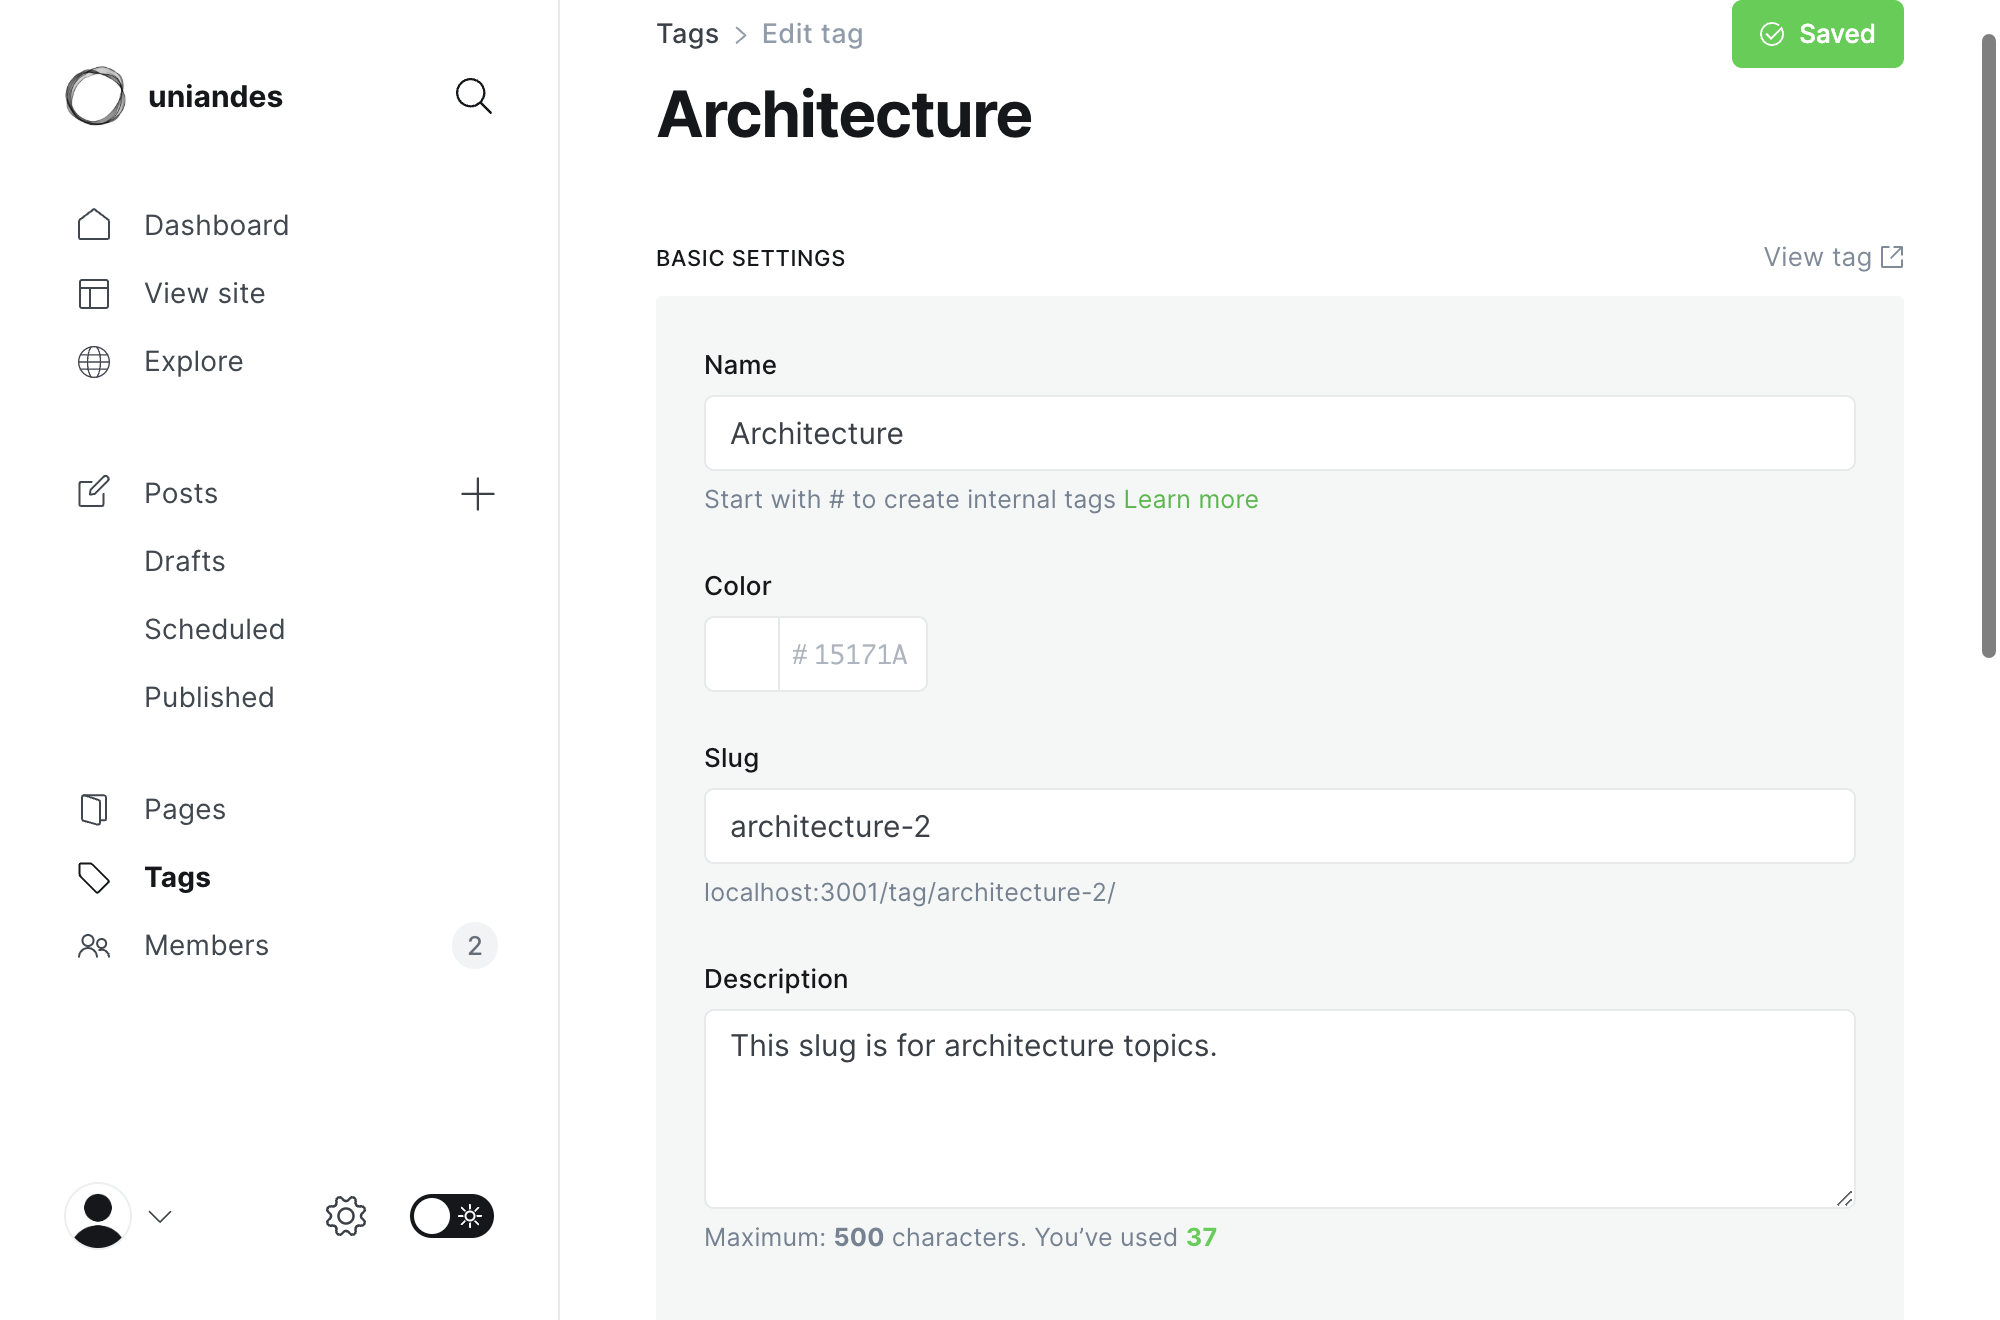 uniandes
Dashboard
View site
Explore
Posts
Drafts
Scheduled
Published
Pages
Tags
Members
2
Tags > Edit tag
Saved
Architecture
BASIC SETTINGS
View tag
Name
Architecture
Start with # to create internal tags Learn more
Color
# 15171A
Slug
architecture-2
localhost:3001/tag/architecture-2/
Description
This slug is for architecture topics.
Maximum: 500 characters. You’ve used 37